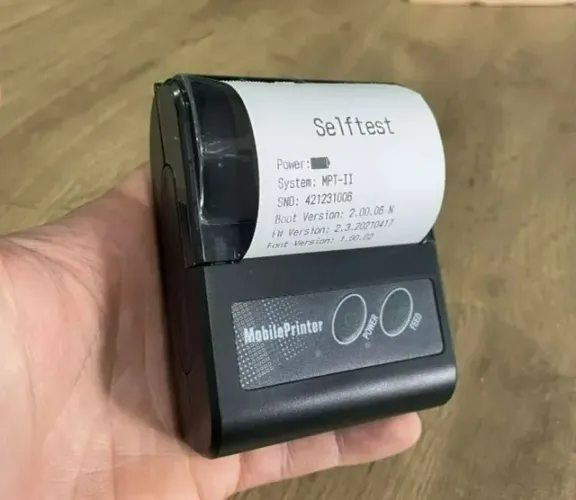 Selftest
Power:
System: MPT-II
SNO: 421231006
Boot Version: 2.00.06 N
FW Version: 2.3.20210417
Font Version: 1.00.02
MobilePrinter
POWER
FEED